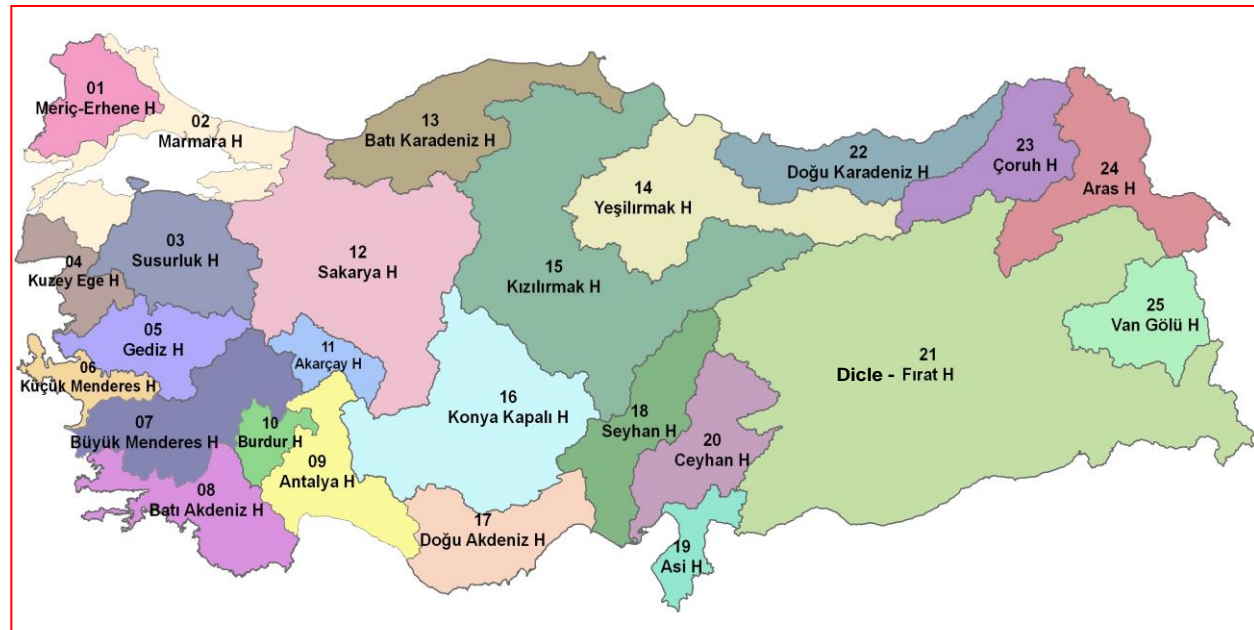 01
Meriç-Erhene H
02
Marmara H
03
Susurluk H
04
Kuzey Ege H
05
Gediz H
06
Küçük Menderes H
07
Büyük Menderes H
08
Batı Akdeniz H
09
Antalya H
10
Burdur H
11
Akarçay H
12
Sakarya H
13
Batı Karadeniz H
14
Yeşilırmak H
15
Kızılırmak H
16
Konya Kapalı H
17
Doğu Akdeniz H
18
Seyhan H
19
Asi H
20
Ceyhan H
21
Dicle - Fırat H
22
Doğu Karadeniz H
23
Çoruh H
24
Aras H
25
Van Gölü H